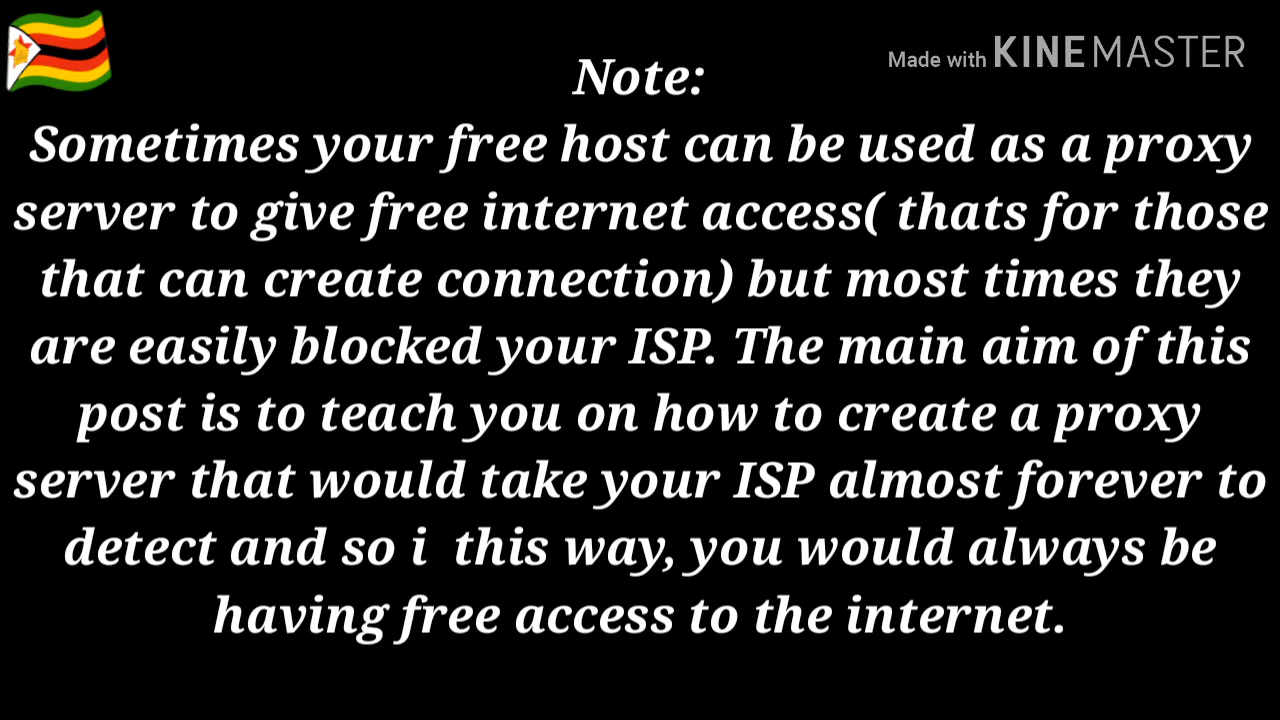 Made with KINEMASTER
Note:
Sometimes your free host can be used as a proxy
server to give free internet access( thats for those
that can create connection) but most times they
are easily blocked your ISP. The main aim of this
post is to teach you on how to create a proxy
server that would take your ISP almost forever to
detect and so i  this way, you would always be
having free access to the internet.